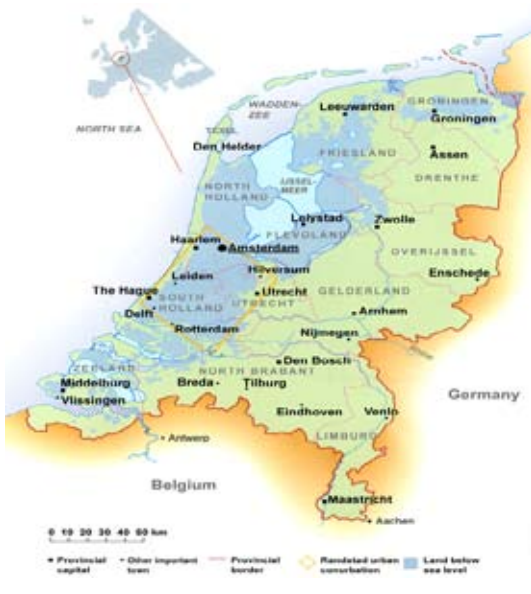 WADDEN-
ZEE
GRONINGEN
Leeuwarden
Groningen
NORTH SEA
TEXEL
Den Helder
FRIESLAND
Assen
DRENTHE
IJSSEL-
MEER
NORTH
HOLLAND
Lelystad
Zwolle
FLEVOLAND
Haarlem
Amsterdam
OVERIJSSEL
Leiden
Hilversum
Enschede
The Hague
Utrecht
GELDERLAND
SOUTH
HOLLAND
UTRECHT
Delft
Arnhem
Rotterdam
Nijmegen
ZEELAND
NORTH BRABANT
Den Bosch
Middelburg
Breda
Tilburg
Vlissingen
Germany
Eindhoven
Venlo
Antwerp
LIMBURG
Belgium
Maastricht
Aachen
0 10 20 30 40 50 km
Provincial
capital
Other important
town
Provincial
border
Randstad urban
conurbation
Land below
sea level